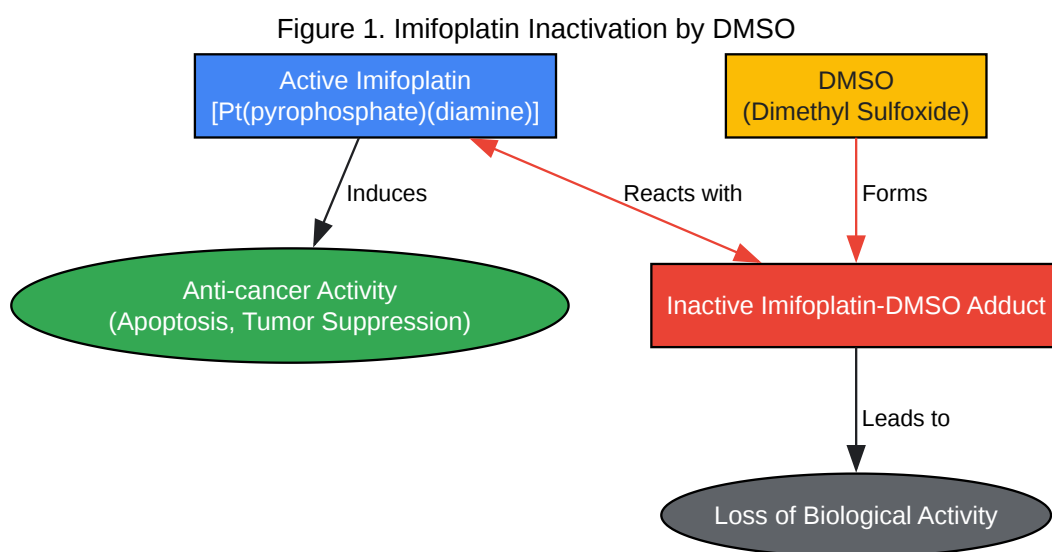 Figure 1. Imifoplatin Inactivation by DMSO
Active Imifoplatin
[Pt(pyrophosphate)(diamine)]
DMSO
(Dimethyl Sulfoxide)
Induces
Reacts with
Forms
Anti-cancer Activity
(Apoptosis, Tumor Suppression)
Inactive Imifoplatin-DMSO Adduct
Leads to
Loss of Biological Activity